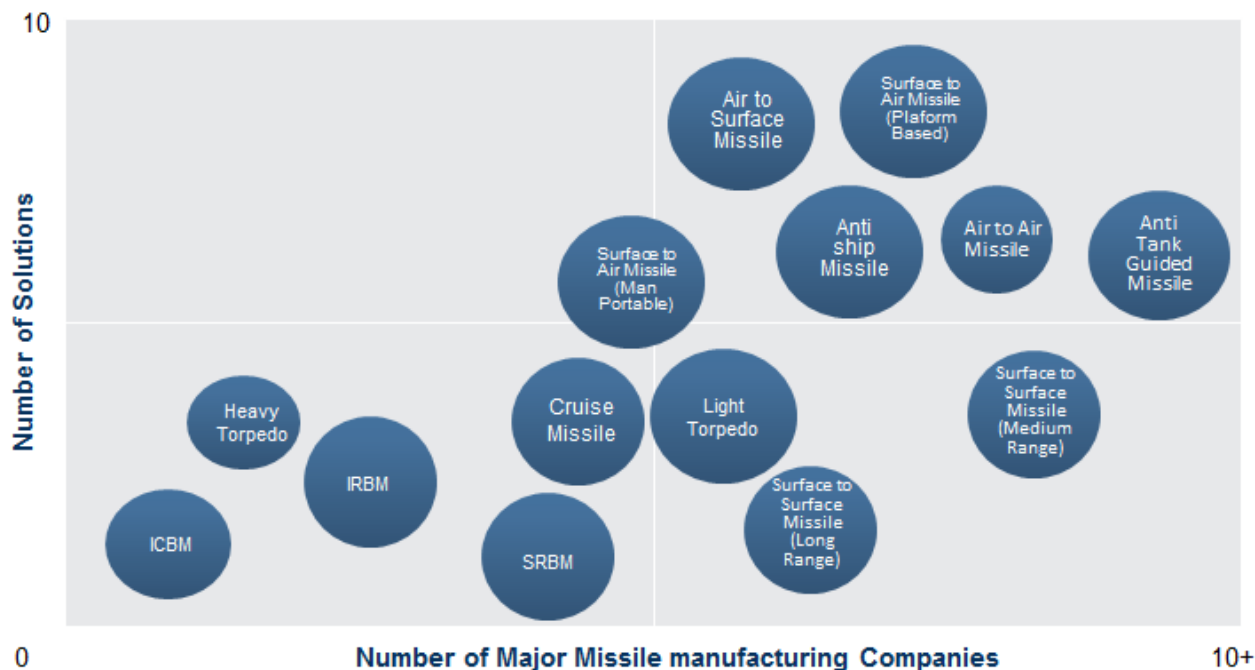 10
Air to
Surface
Missile
Surface to
Air Missile
(Plaform
Based)
Surface to
Air Missile
(Man
Portable)
Anti
ship
Missile
Air to Air
Missile
Anti
Tank
Guided
Missile
Number of Solutions
Heavy
Torpedo
IRBM
Cruise
Missile
Light
Torpedo
Surface to
Surface
Missile
(Medium
Range)
ICBM
SRBM
Surface to
Surface
Missile
(Long
Range)
0
Number of Major Missile manufacturing Companies
10+